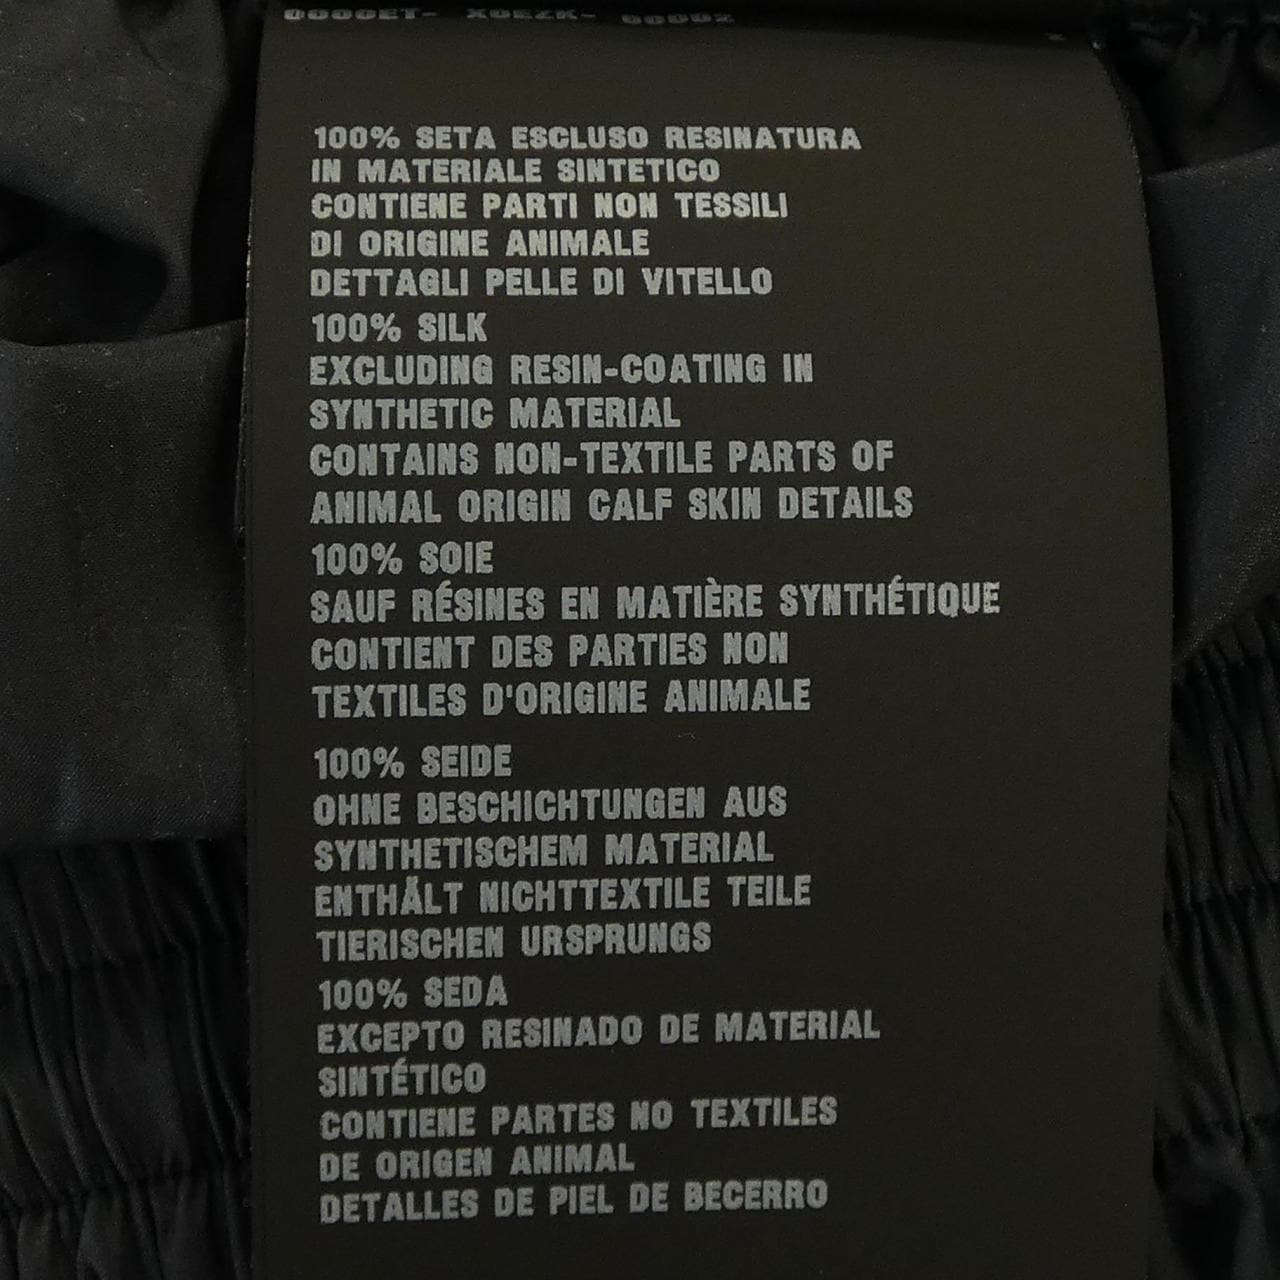 100% SETA ESCLUSO RESINATURA
IN MATERIALE SINTETICO
CONTIENE PARTI NON TESSILI
DI ORIGINE ANIMALE
DETTAGLI PELLE DI VITELLO
100% SILK
EXCLUDING RESIN-COATING IN
SYNTHETIC MATERIAL
CONTAINS NON-TEXTILE PARTS OF
ANIMAL ORIGIN CALF SKIN DETAILS
100% SOIE
SAUF RÉSINES EN MATIÈRE SYNTHÉTIQUE
CONTIENT DES PARTIES NON
TEXTILES D'ORIGINE ANIMALE
100% SEIDE
OHNE BESCHICHTUNGEN AUS
SYNTHETISCHEM MATERIAL
ENTHÄLT NICHTTEXTILE TEILE
TIERISCHEN URSPRUNGS
100% SEDA
EXCEPTO RESINADO DE MATERIAL
SINTÉTICO
CONTIENE PARTES NO TEXTILES
DE ORIGEN ANIMAL
DETALLES DE PIEL DE BECERRO